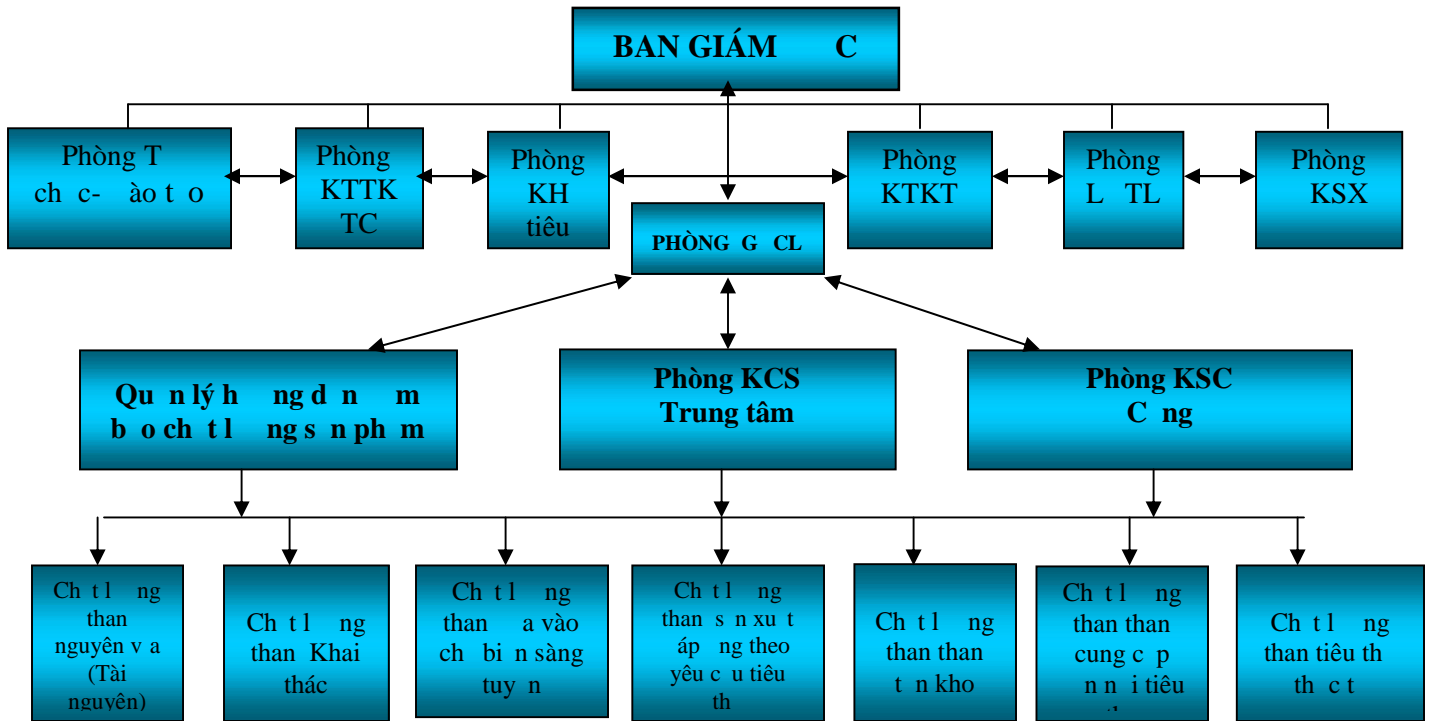 BAN GIÁM C
Phòng T
ch c- ào t o
Phòng
KTTK
TC
Phòng
KH
tiêu
Phòng
KTKT
Phòng
L TL
Phòng
KSX
PHÒNG G CL
Qu n lý h ng d n m
b o ch t l ng s n ph m
Phòng KCS
Trung tâm
Phòng KSC
C ng
Ch t l ng
than
nguyên v a
(Tài
nguyên)
Ch t l ng
than Khai
thác
Ch t l ng
than a vào
ch bi n sàng
tuy n
Ch t l ng
than s n xu t
áp ng theo
yêu c u tiêu
th
Ch t l ng
than than
t n kho
Ch t l ng
than than
cung c p
n n i tiêu
Ch t l ng
than tiêu th
th c t